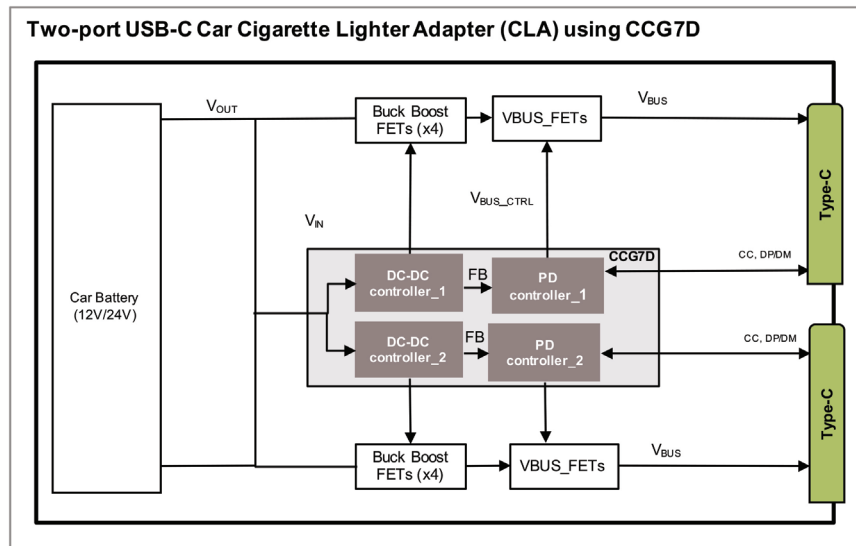 Two-port USB-C Car Cigarette Lighter Adapter (CLA) using CCG7D
VOUT
Buck Boost
FETs (x4)
VBUS_FETs
VBUS
Type-C
VBUS_CTRL
VIN
CCG7D
CC, DP/DM
DC-DC
controller_1
FB
PD
controller_1
Car Battery
(12V/24V)
DC-DC
controller_2
FB
PD
controller_2
CC, DP/DM
Type-C
Buck Boost
FETs (x4)
VBUS_FETs
VBUS